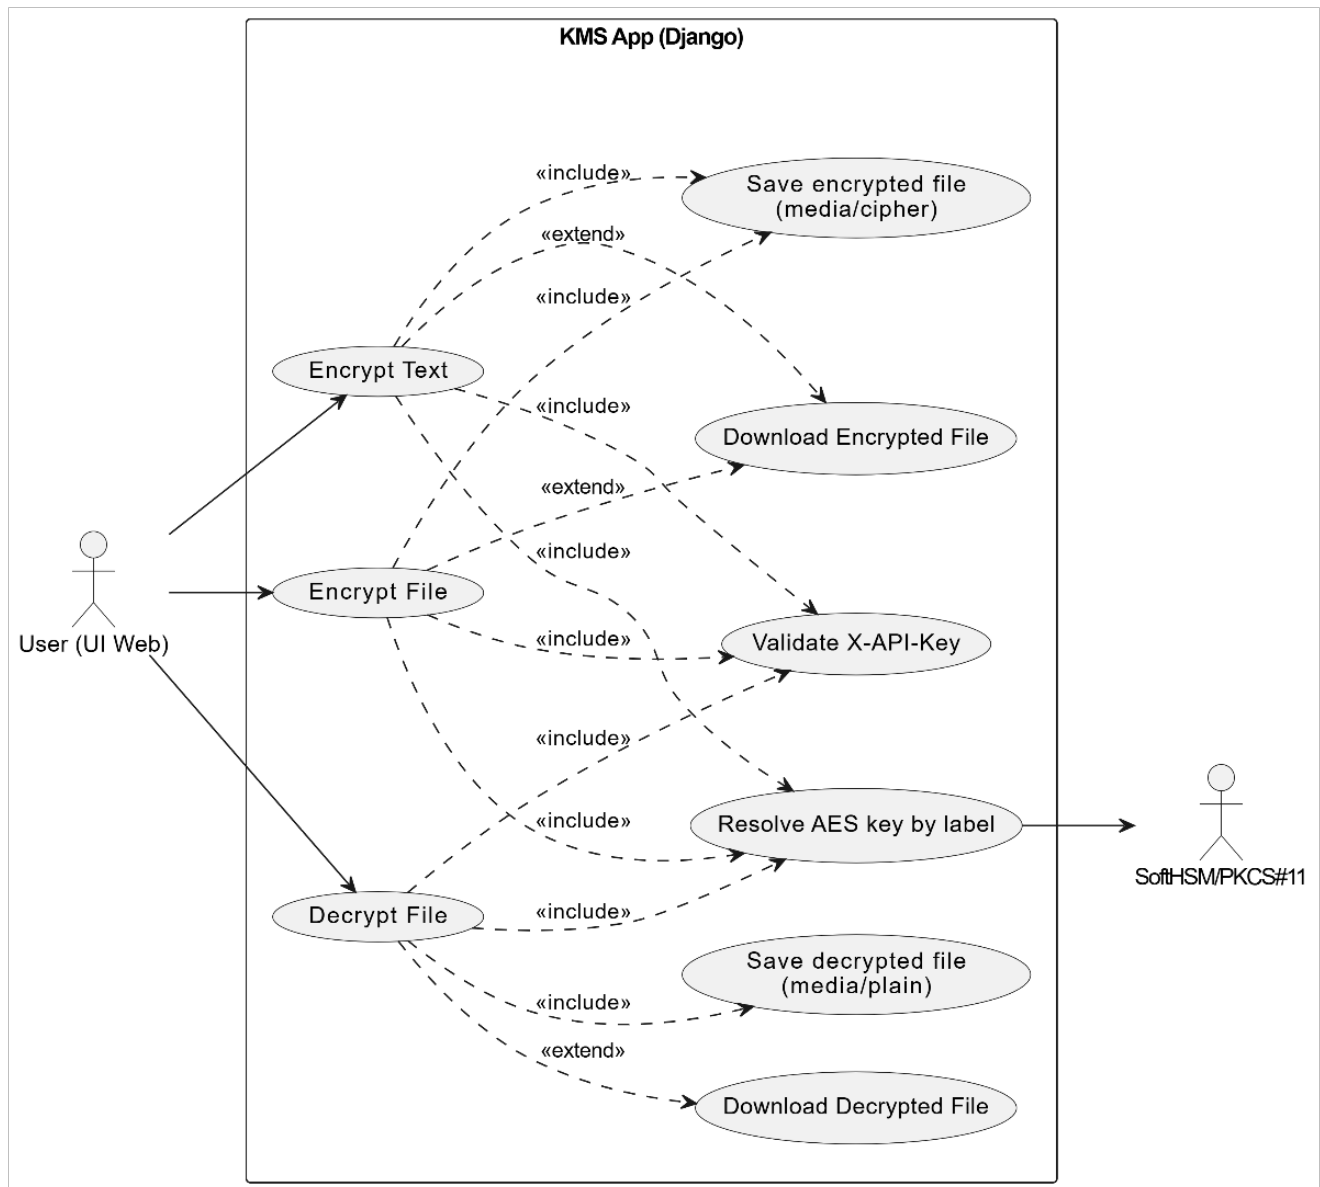 KMS App (Django)
«include»
Save encrypted file
(media/cipher)
«extend»
«include»
Encrypt Text
«include»
Download Encrypted File
«extend»
«include»
Encrypt File
User (UI Web)
«include»
Validate X-API-Key
«include»
«include»
Resolve AES key by label
SoftHSM/PKCS#11
Decrypt File
«include»
Save decrypted file
(media/plain)
«include»
«extend»
Download Decrypted File